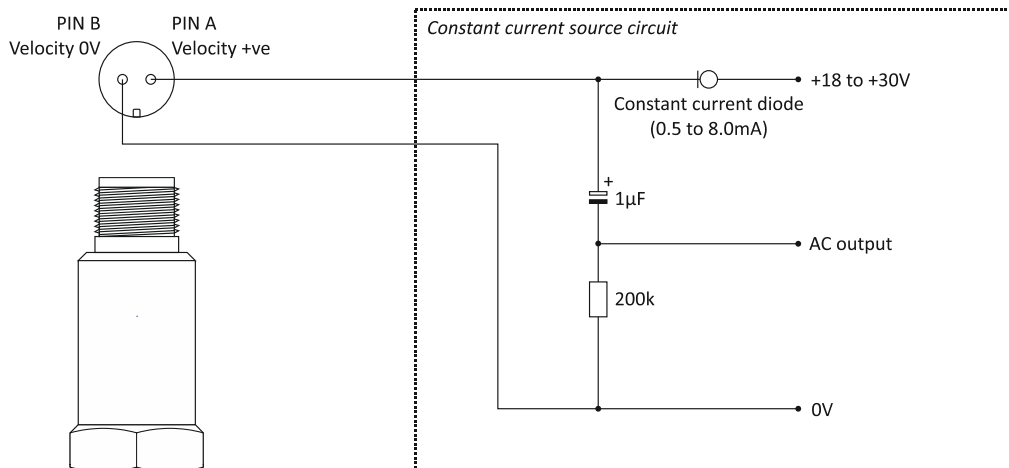 PIN B
Velocity 0V
PIN A
Velocity +ve
Constant current source circuit
+18 to +30V
Constant current diode
(0.5 to 8.0mA)
+
1µF
AC output
200k
0V